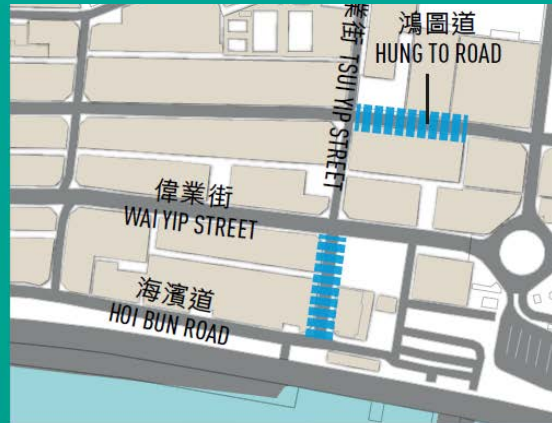 鴻圖道
HUNG TO ROAD
業街 TSUI YIP STREET
偉業街
WAI YIP STREET
海濱道
HOI BUN ROAD